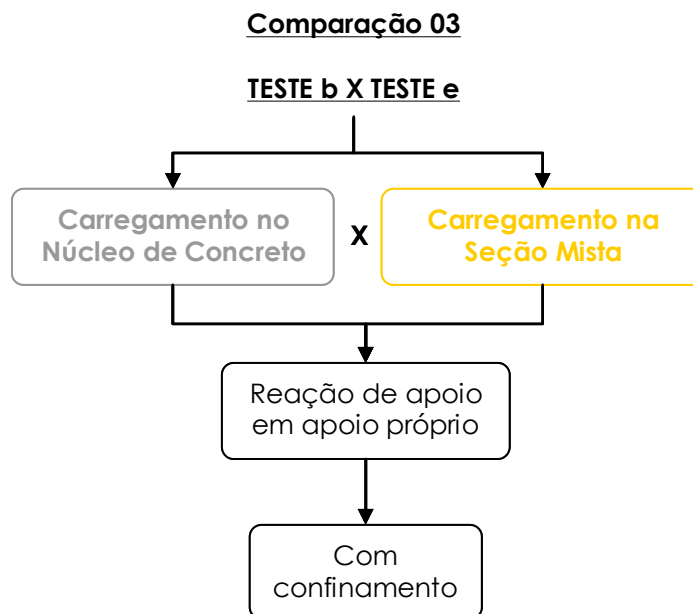 Comparação 03
TESTE b X TESTE e
Carregamento no
Núcleo de Concreto
X
Carregamento na
Seção Mista
Reação de apoio
em apoio próprio
Com
confinamento